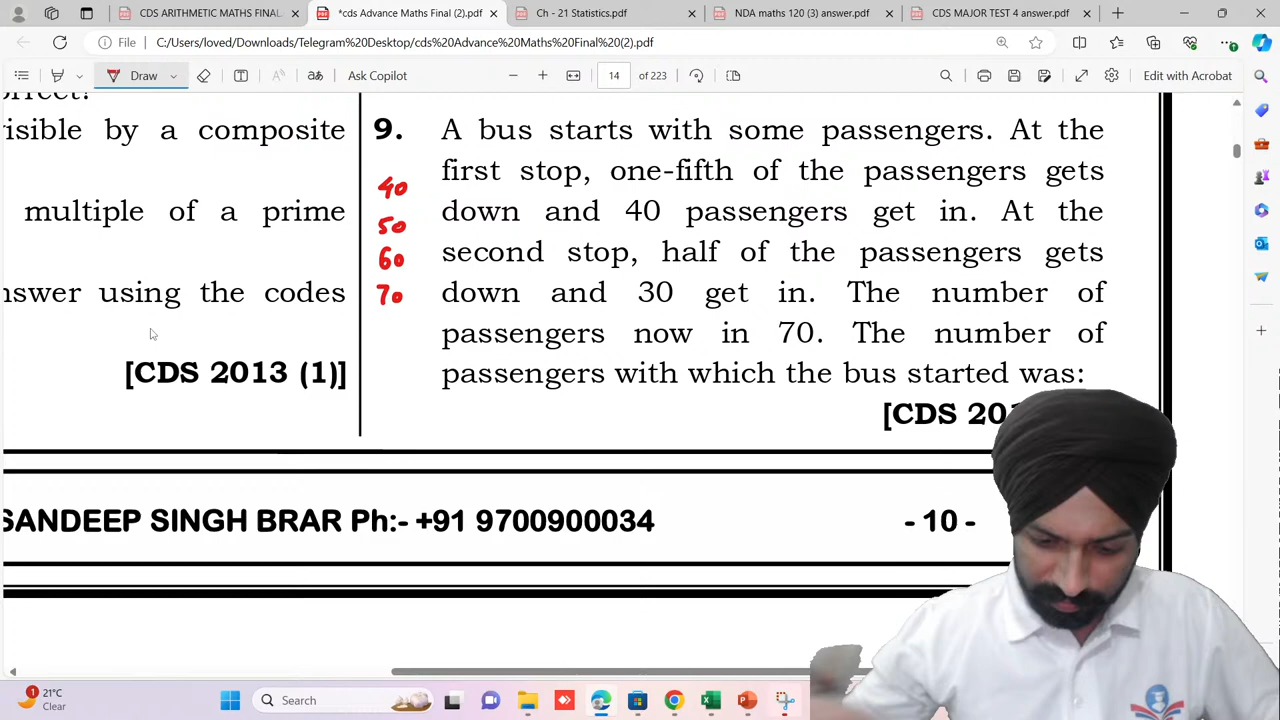 CDS ARITHMETIC MATHS FINAL.
*cds Advance Maths Final (2).pdf
Ch - 21 Statistics.pdf
NDA maths 120 (3)answer.pdf
CDS MAJOR TEST 4 answer.pdf
File
C:/Users/loved/Downloads/Telegram%20Desktop/cds%20Advance%20Maths%20Final%20(2).pdf
Draw
Ask Copilot
14 of 223
Edit with Acrobat
orrect?
visible by a composite
multiple of a prime
nswer using the codes
[CDS 2013 (1)]
9. A bus starts with some passengers. At the
first stop, one-fifth of the passengers gets
down and 40 passengers get in. At the
second stop, half of the passengers gets
down and 30 get in. The number of
passengers now in 70. The number of
passengers with which the bus started was:
[CDS 201
40
50
60
70
SANDEEP SINGH BRAR Ph:- +91 9700900034
- 10 -
1
21°C
Clear
Search